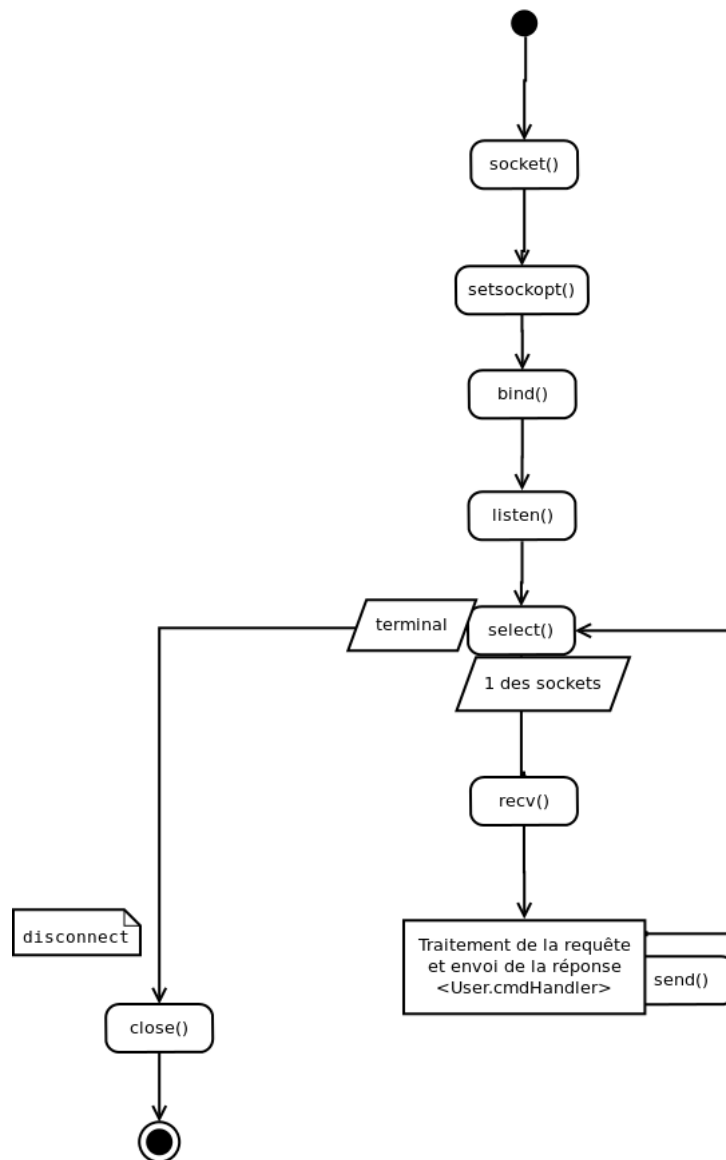 socket()
setsockopt()
bind()
listen()
terminal
select()
1 des sockets
recv()
disconnect
Traitement de la requête
et envoi de la réponse
<User.cmdHandler>
send()
close()